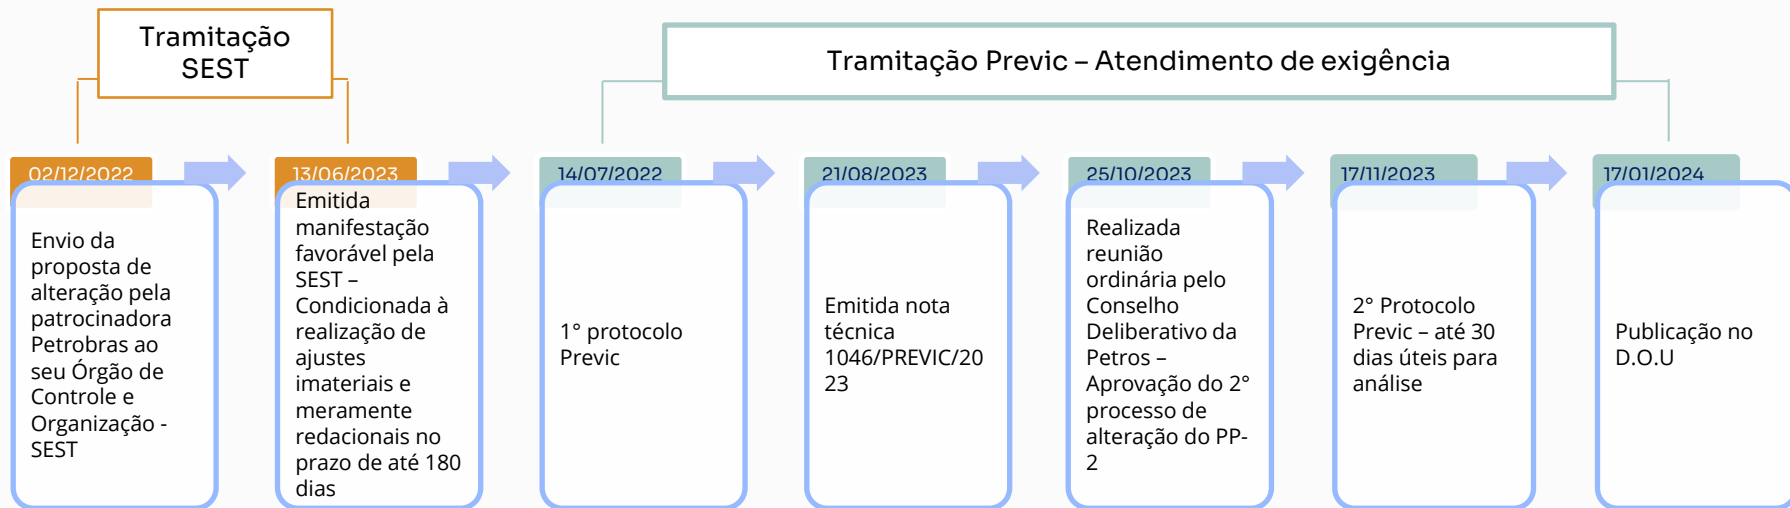 Tramitação
SEST
Tramitação Previc – Atendimento de exigência
02/12/2022
Envio da
proposta de
alteração pela
patrocinadora
Petrobras ao
seu Órgão de
Controle e
Organização -
SEST
13/06/2023
Emitida
manifestação
favorável pela
SEST –
Condicionada à
realização de
ajustes
imateriais e
meramente
redacionais no
prazo de até 180
dias
14/07/2022
1° protocolo
Previc
21/08/2023
Emitida nota
técnica
1046/PREVIC/20
23
25/10/2023
Realizada
reunião
ordinária pelo
Conselho
Deliberativo da
Petros –
Aprovação do 2°
processo de
alteração do PP-
2
17/11/2023
2° Protocolo
Previc – até 30
dias úteis para
análise
17/01/2024
Publicação no
D.O.U